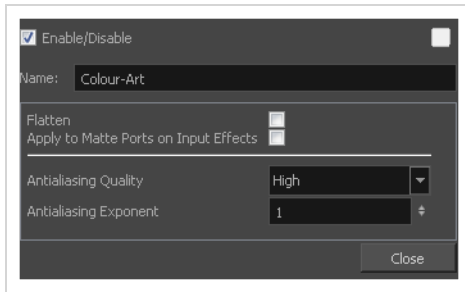 Enable/Disable
Name: Colour-Art
Flatten
Apply to Matte Ports on Input Effects
Antialiasing Quality High
Antialiasing Exponent 1
Close